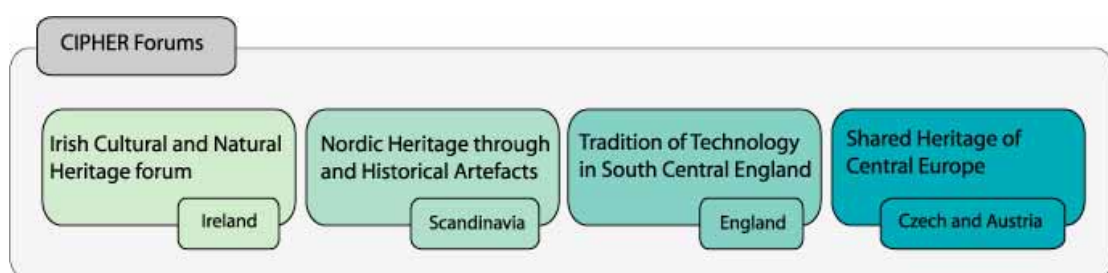 CIPHER Forums
Irish Cultural and Natural
Heritage forum
Ireland
Nordic Heritage through
and Historical Artefacts
Scandinavia
Tradition of Technology
in South Central England
England
Shared Heritage of
Central Europe
Czech and Austria